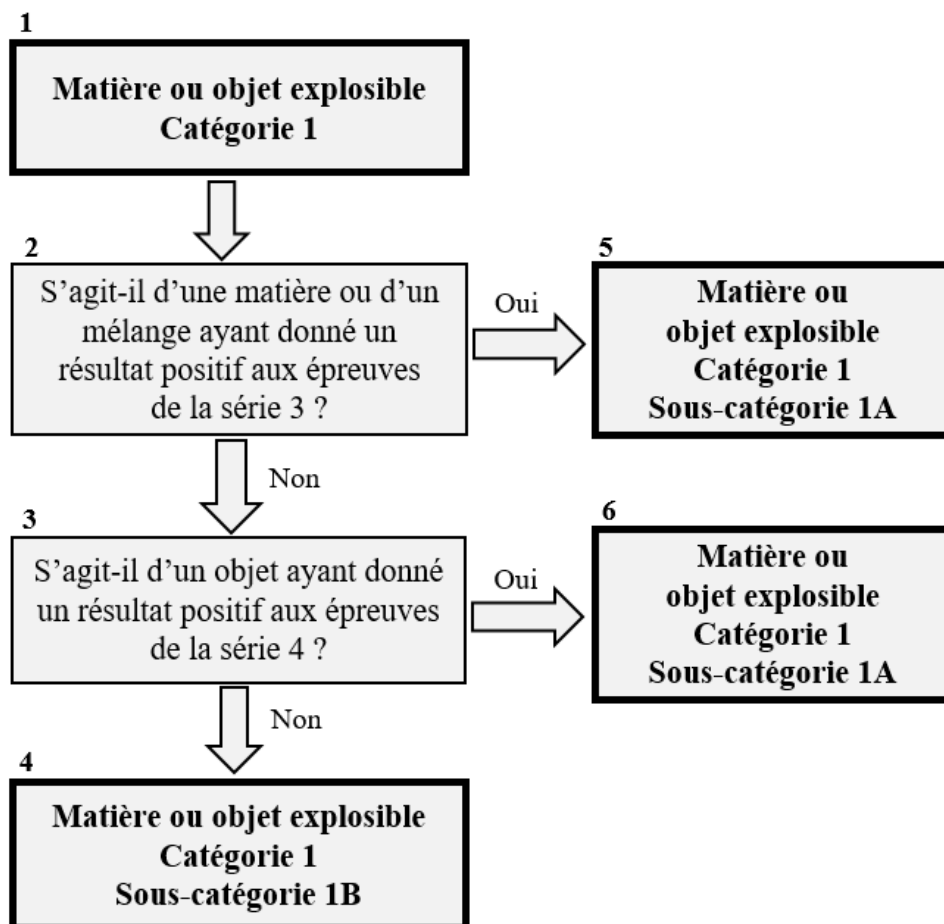 1
Matière ou objet explosible
Catégorie 1
2
S’agit-il d’une matière ou d’un
mélange ayant donné un
résultat positif aux épreuves
de la série 3 ?
Oui
5
Matière ou
objet explosible
Catégorie 1
Sous-catégorie 1A
Non
3
S’agit-il d’un objet ayant donné
un résultat positif aux épreuves
de la série 4 ?
Oui
6
Matière ou
objet explosible
Catégorie 1
Sous-catégorie 1A
Non
4
Matière ou objet explosible
Catégorie 1
Sous-catégorie 1B